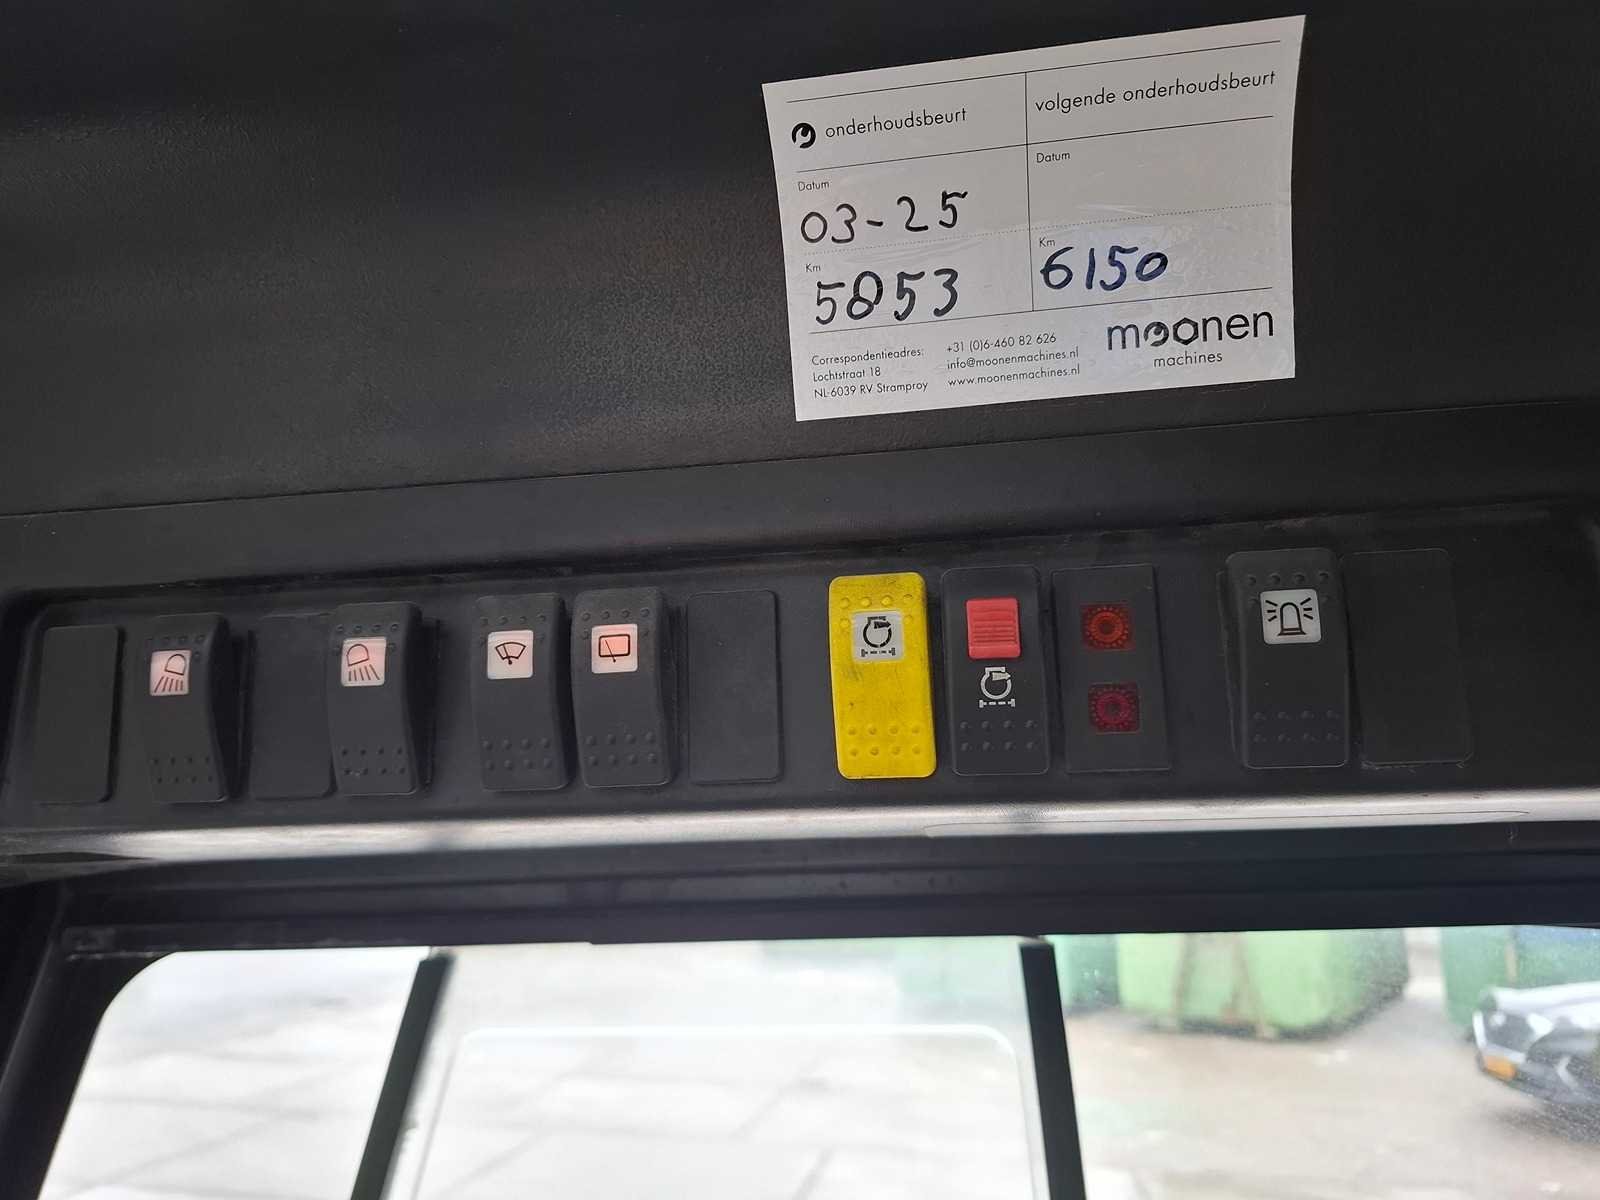 onderhoudsbeurt
volgende onderhoudsbeurt
Datum
03-25
Datum
Km
5853
Km
6150
Correspondentieadres:
Lochtstraat 18
NL-6039 RV Stramproy
+31 (0)6-460 82 626
info@moonenmachines.nl
www.moonenmachines.nl
moonen
machines